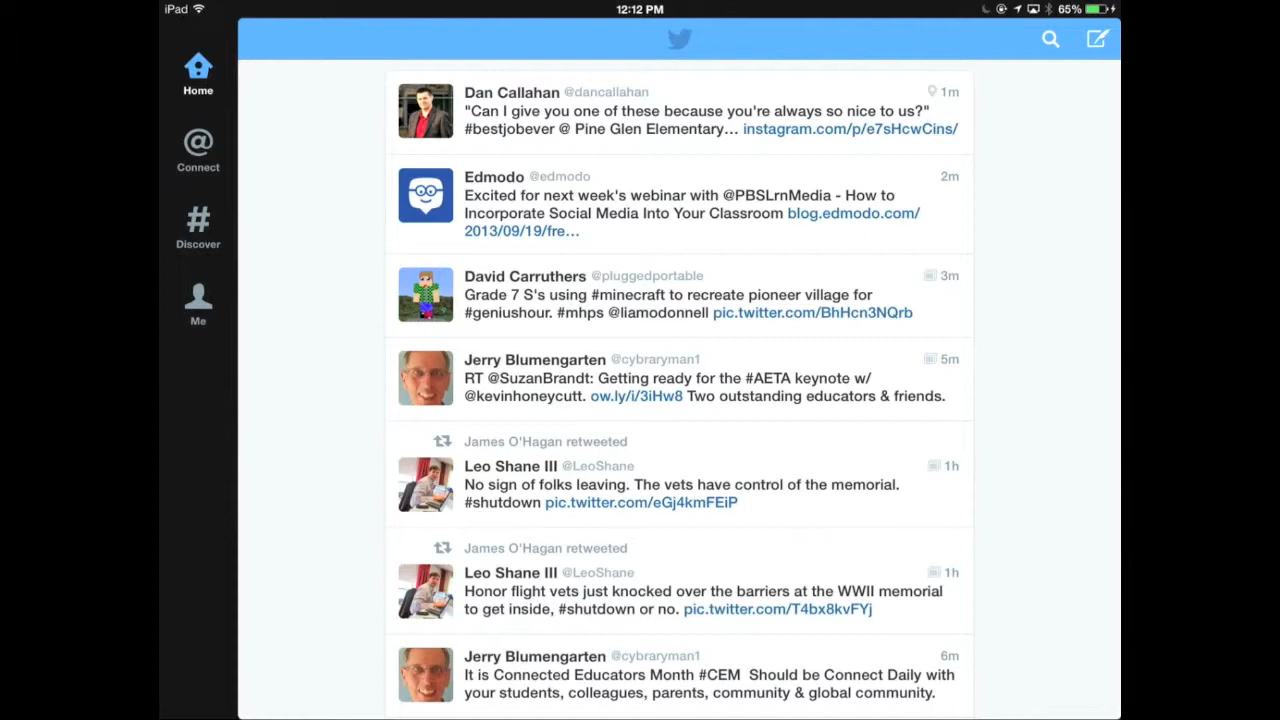 iPad 12:12 PM 65%
Home
Connect
Discover
Me
Dan Callahan @dancallahan 1m
"Can I give you one of these because you're always so nice to us?"
#bestjobever @ Pine Glen Elementary… instagram.com/p/e7sHcwCins/
Edmodo @edmodo 2m
Excited for next week's webinar with @PBSLrnMedia - How to
Incorporate Social Media Into Your Classroom blog.edmodo.com/
2013/09/19/fre…
David Carruthers @pluggedportable 3m
Grade 7 S's using #minecraft to recreate pioneer village for
#geniushour. #mhps @liamodonnell pic.twitter.com/BhHcn3NQrb
Jerry Blumengarten @cybraryman1 5m
RT @SuzanBrandt: Getting ready for the #AETA keynote w/
@kevinhoneycutt. ow.ly/i/3iHw8 Two outstanding educators & friends.
James O'Hagan retweeted
Leo Shane III @LeoShane 1h
No sign of folks leaving. The vets have control of the memorial.
#shutdown pic.twitter.com/eGj4kmFEiP
James O'Hagan retweeted
Leo Shane III @LeoShane 1h
Honor flight vets just knocked over the barriers at the WWII memorial
to get inside, #shutdown or no. pic.twitter.com/T4bx8kvFYj
Jerry Blumengarten @cybraryman1 6m
It is Connected Educators Month #CEM Should be Connect Daily with
your students, colleagues, parents, community & global community.